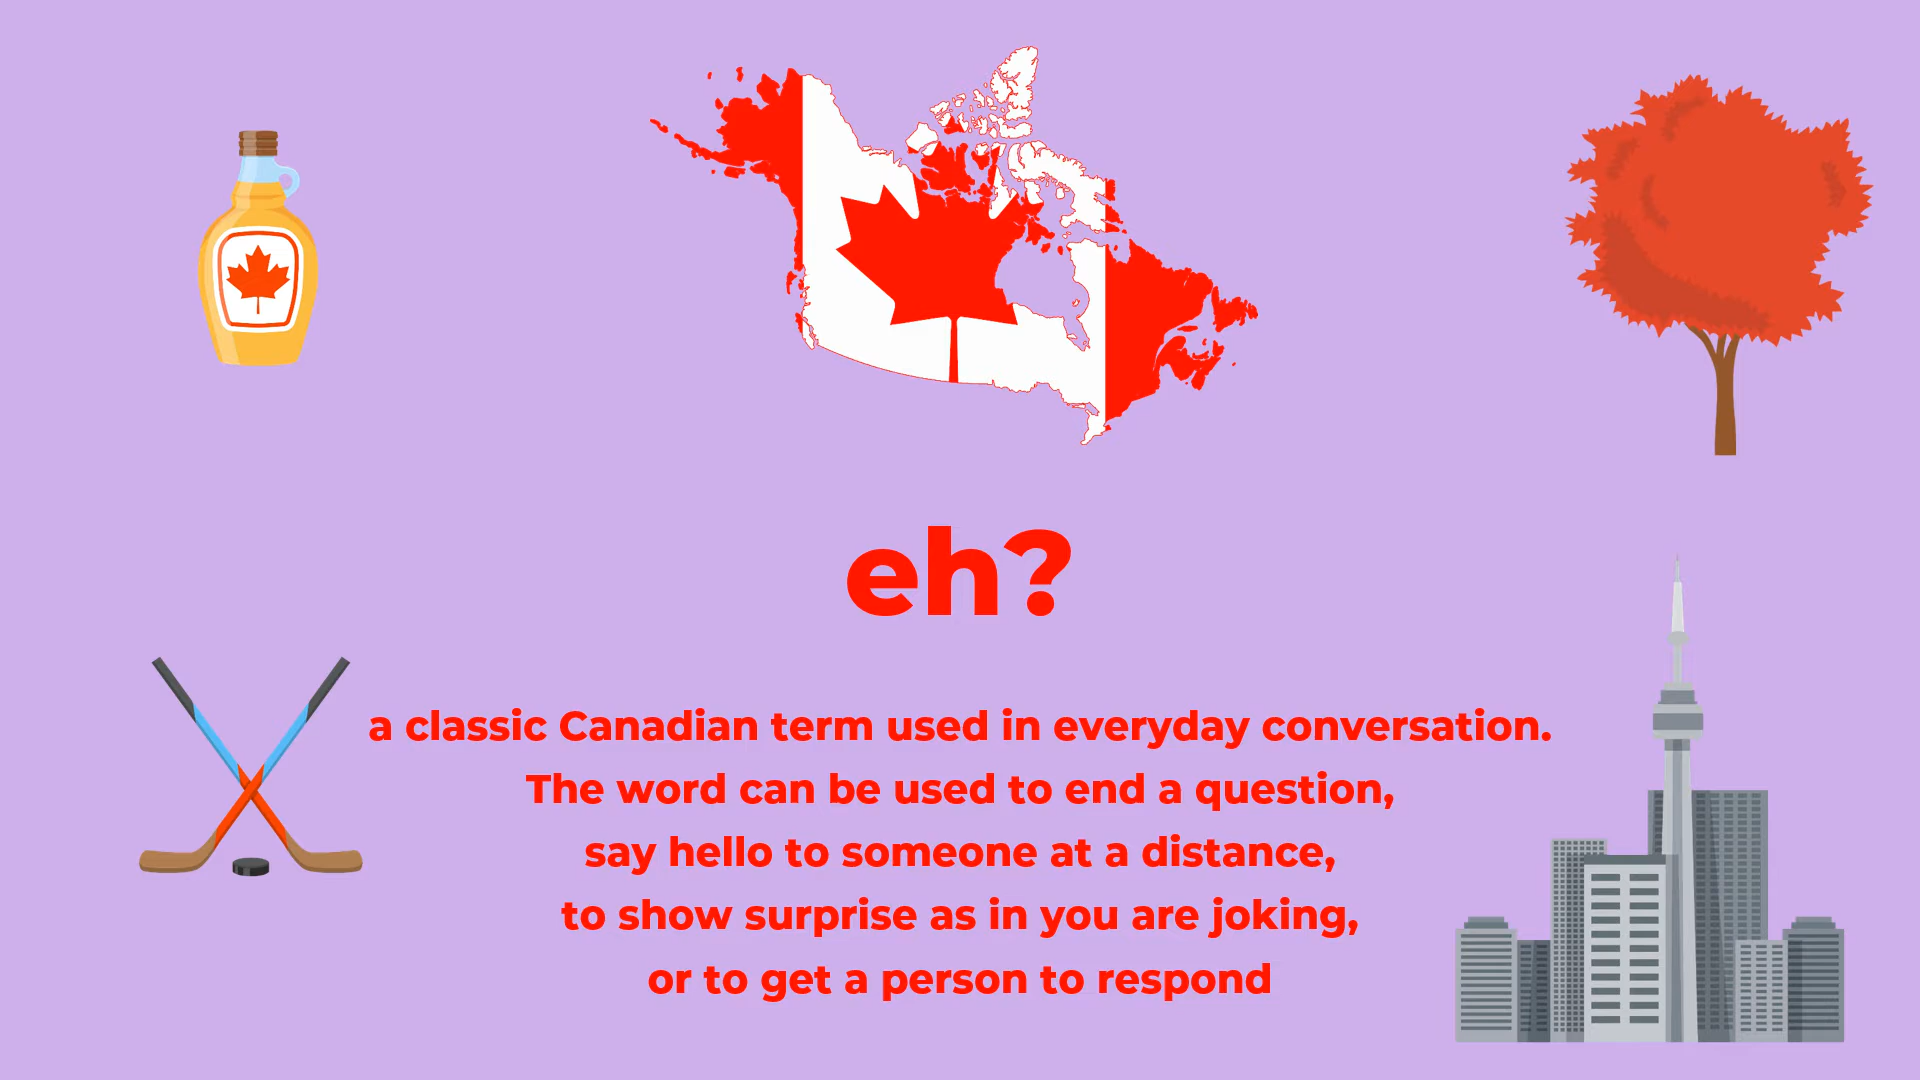 eh?
a classic Canadian term used in everyday conversation.
The word can be used to end a question,
say hello to someone at a distance,
to show surprise as in you are joking,
or to get a person to respond